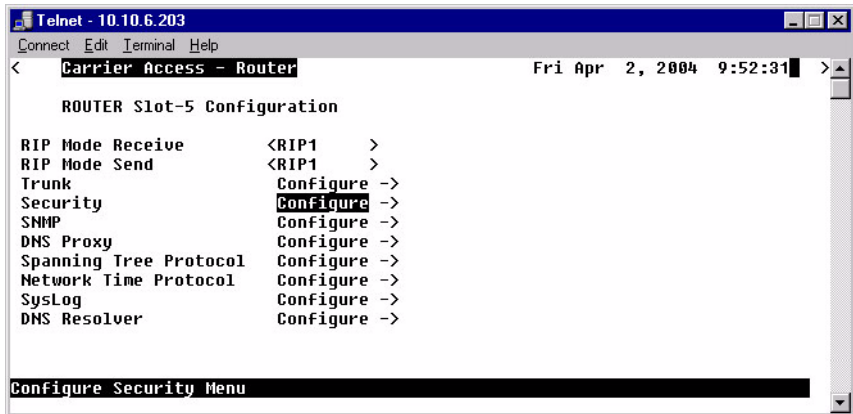 Telnet - 10.10.6.203
Connect Edit Terminal Help
< Carrier Access - Router Fri Apr 2, 2004 9:52:31 >
ROUTER Slot-5 Configuration
RIP Mode Receive <RIP1 >
RIP Mode Send <RIP1 >
Trunk Configure ->
Security Configure ->
SNMP Configure ->
DNS Proxy Configure ->
Spanning Tree Protocol Configure ->
Network Time Protocol Configure ->
SysLog Configure ->
DNS Resolver Configure ->
Configure Security Menu